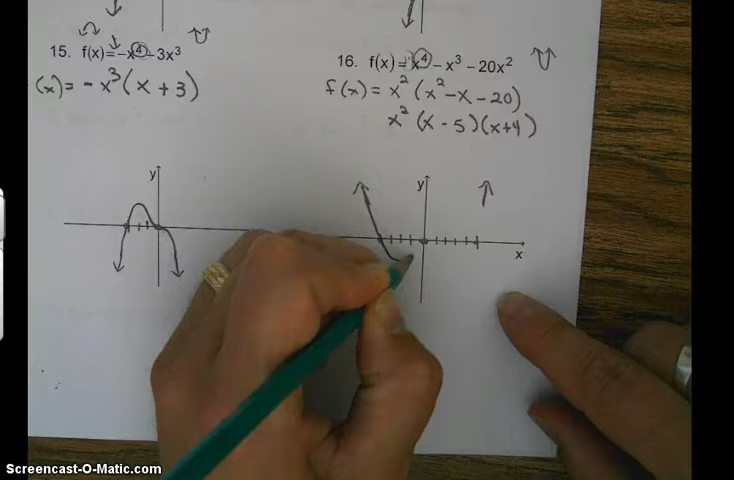 15. f(x) = -x⁴ - 3x³
(x) = - x³ (x + 3)
16. f(x) = x⁴ - x³ - 20x²
f(x) = x² (x² - x - 20)
x² (x - 5)(x+4)
y
y
x
Screencast-O-Matic.com